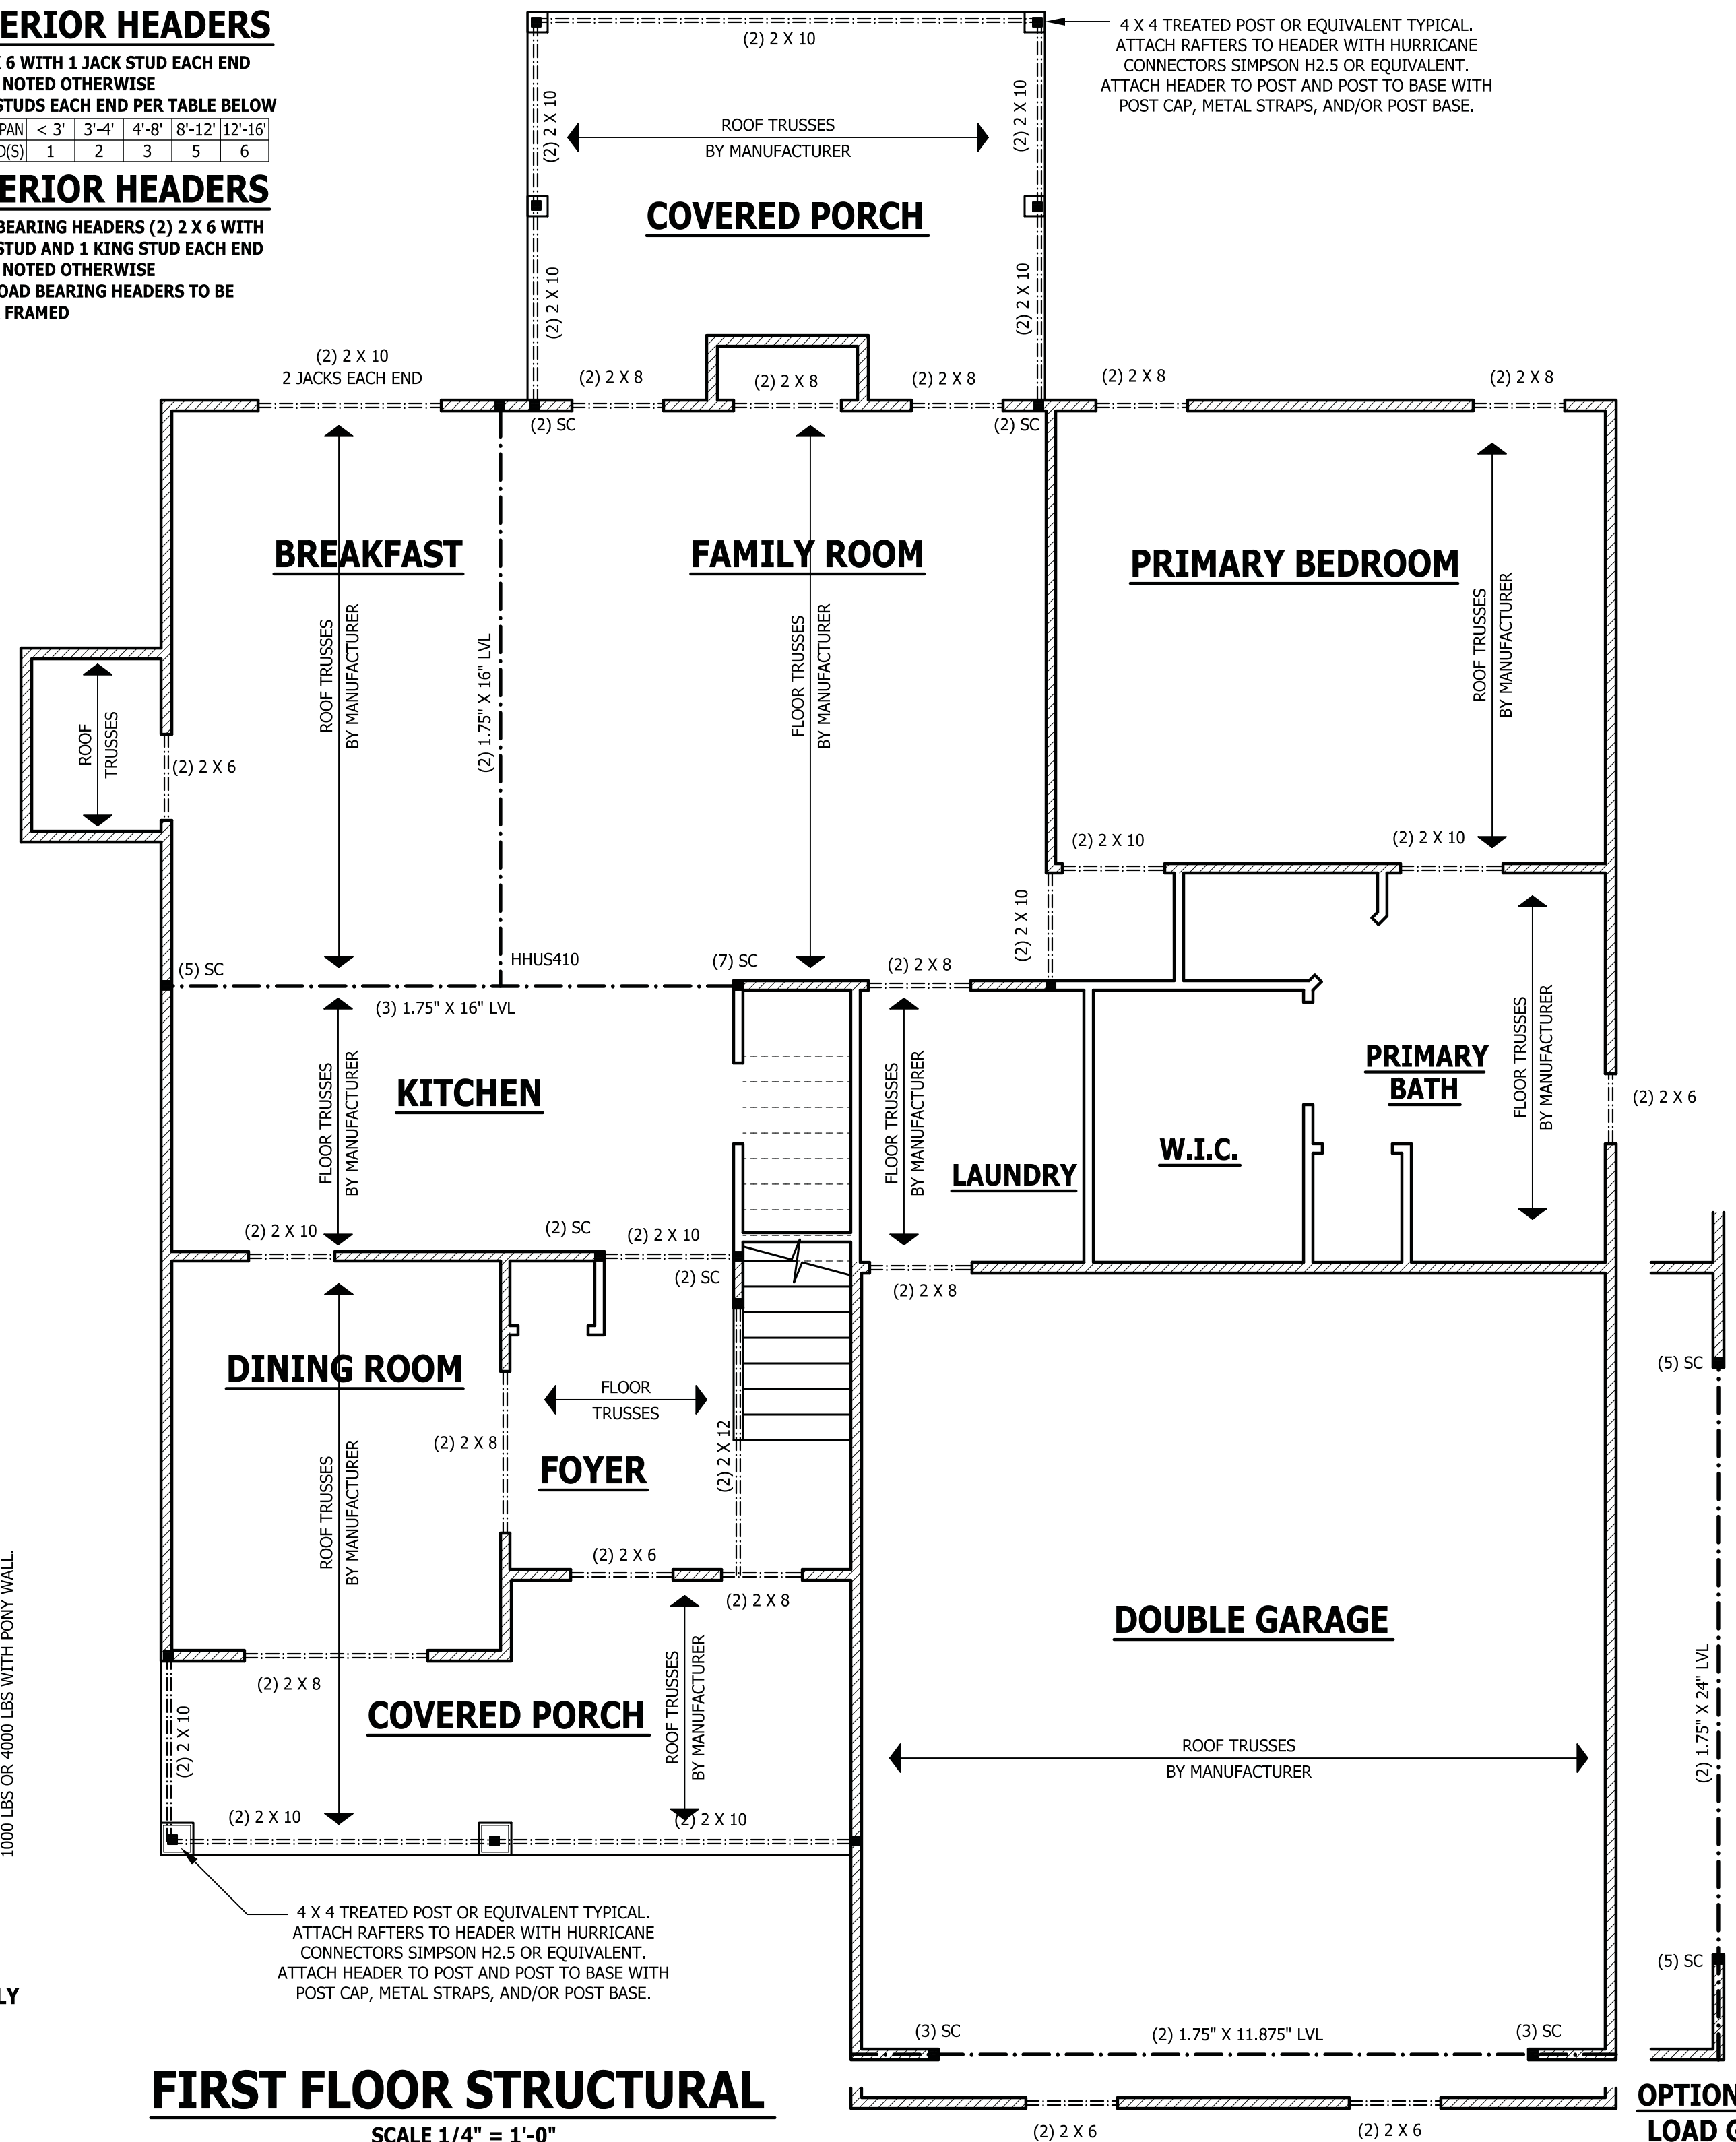 ERIOR HEADERS
6 WITH 1 JACK STUD EACH END
NOTED OTHERWISE
STUDS EACH END PER TABLE BELOW
PAN < 3' 3'-4' 4'-8' 8'-12' 12'-16'
D(S) 1 2 3 5 6
ERIOR HEADERS
BEARING HEADERS (2) 2 X 6 WITH
STUD AND 1 KING STUD EACH END
NOTED OTHERWISE
OAD BEARING HEADERS TO BE
FRAMED
(2) 2 X 10
4 X 4 TREATED POST OR EQUIVALENT TYPICAL.
ATTACH RAFTERS TO HEADER WITH HURRICANE
CONNECTORS SIMPSON H2.5 OR EQUIVALENT.
ATTACH HEADER TO POST AND POST TO BASE WITH
POST CAP, METAL STRAPS, AND/OR POST BASE.
(2) 2 X 10
(2) 2 X 10
ROOF TRUSSES
BY MANUFACTURER
COVERED PORCH
(2) 2 X 10
(2) 2 X 10
(2) 2 X 10
2 JACKS EACH END
(2) 2 X 8
(2) 2 X 8
(2) 2 X 8
(2) 2 X 8
(2) 2 X 8
(2) SC
(2) SC
BREAKFAST
FAMILY ROOM
PRIMARY BEDROOM
ROOF TRUSSES
BY MANUFACTURER
(2) 1.75" X 16" LVL
FLOOR TRUSSES
BY MANUFACTURER
ROOF TRUSSES
BY MANUFACTURER
ROOF
TRUSSES
(2) 2 X 6
(2) 2 X 10
(2) 2 X 10
(2) 2 X 10
(5) SC
HHUS410
(7) SC
(2) 2 X 8
(3) 1.75" X 16" LVL
FLOOR TRUSSES
BY MANUFACTURER
KITCHEN
FLOOR TRUSSES
BY MANUFACTURER
LAUNDRY
W.I.C.
PRIMARY
BATH
FLOOR TRUSSES
BY MANUFACTURER
(2) 2 X 6
(2) 2 X 10
(2) SC
(2) 2 X 10
(2) SC
(2) 2 X 8
DINING ROOM
FLOOR
TRUSSES
(5) SC
(2) 2 X 8
FOYER
(2) 2 X 12
ROOF TRUSSES
BY MANUFACTURER
(2) 2 X 6
(2) 2 X 8
DOUBLE GARAGE
(2) 2 X 8
COVERED PORCH
ROOF TRUSSES
BY MANUFACTURER
(2) 2 X 10
(2) 2 X 10
(2) 2 X 10
ROOF TRUSSES
BY MANUFACTURER
(2) 1.75" X 24" LVL
1000 LBS OR 4000 LBS WITH PONY WALL.
4 X 4 TREATED POST OR EQUIVALENT TYPICAL.
ATTACH RAFTERS TO HEADER WITH HURRICANE
CONNECTORS SIMPSON H2.5 OR EQUIVALENT.
ATTACH HEADER TO POST AND POST TO BASE WITH
POST CAP, METAL STRAPS, AND/OR POST BASE.
(5) SC
LY
(3) SC
(2) 1.75" X 11.875" LVL
(3) SC
FIRST FLOOR STRUCTURAL
SCALE 1/4" = 1'-0"
(2) 2 X 6
(2) 2 X 6
OPTION
LOAD